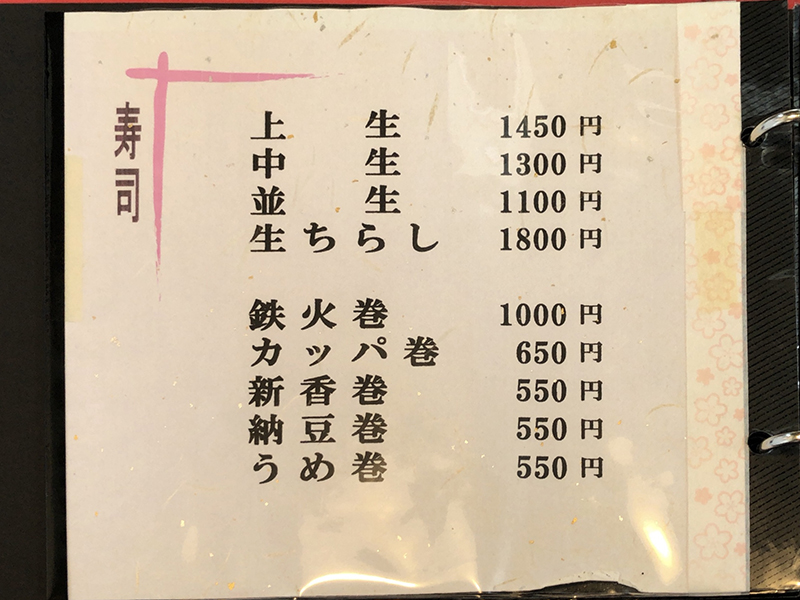 寿司
上生 1450円
中生 1300円
並生 1100円
生ちらし 1800円
鉄火巻 1000円
カッパ巻 650円
新香巻 550円
納豆巻 550円
うめ巻 550円